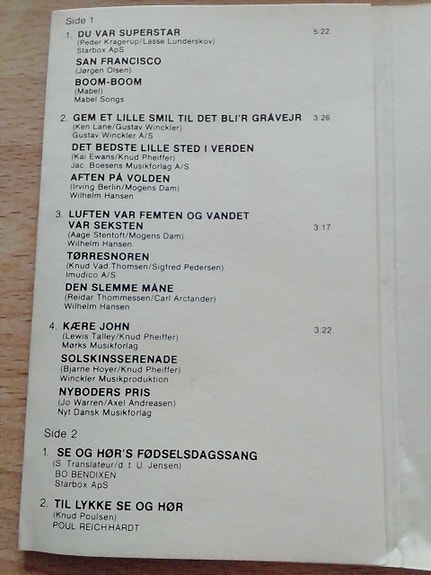 Side 1
1. DU VAR SUPERSTAR 5:22
(Peder Kragerup/Lasse Lunderskov)
Starbox ApS
SAN FRANCISCO
(Jørgen Olsen)
BOOM-BOOM
(Mabel)
Mabel Songs
2. GEM ET LILLE SMIL TIL DET BLI'R GRÅVEJR 3:26
(Ken Lane/Gustav Winckler)
Gustav Winckler A/S
DET BEDSTE LILLE STED I VERDEN
(Kai Ewans/Knud Pheiffer)
Jac. Boesens Musikforlag A/S
AFTEN PÅ VOLDEN
(Irving Berlin/Mogens Dam)
Wilhelm Hansen
3. LUFTEN VAR FEMTEN OG VANDET
VAR SEKSTEN 3:17
(Aage Stentoft/Mogens Dam)
Wilhelm Hansen
TØRRESNOREN
(Knud Vad Thomsen/Sigfred Pedersen)
Imudico A/S
DEN SLEMME MÅNE
(Reidar Thommessen/Carl Arctander)
Wilhelm Hansen
4. KÆRE JOHN 3:22
(Lewis Talley/Knud Pheiffer)
Mørks Musikforlag
SOLSKINSSERENADE
(Bjarne Hoyer/Knud Pheiffer)
Winckler Musikproduktion
NYBODERS PRIS
(Jo Warren/Axel Andreasen)
Nyt Dansk Musikforlag
Side 2
1. SE OG HØR'S FØDSELSDAGSSANG
(S. Translateur/d. t. U. Jensen)
BO BENDIXEN
Starbox ApS
2. TIL LYKKE SE OG HØR
(Knud Poulsen)
POUL REICHHARDT